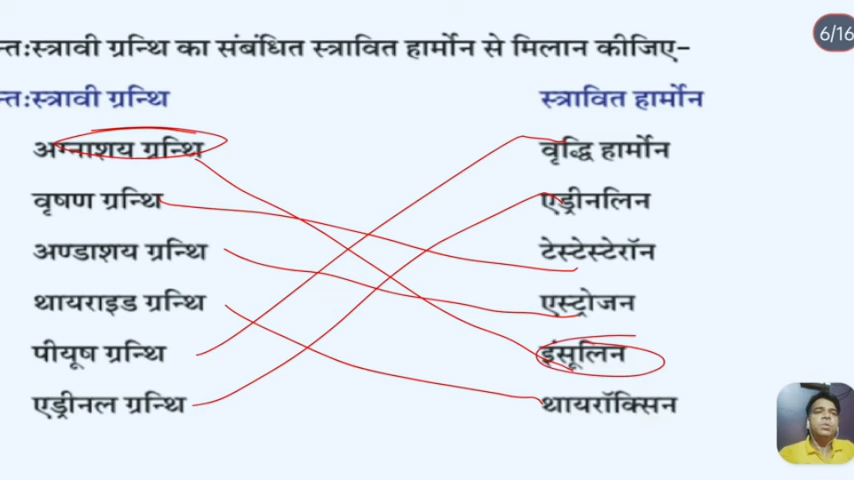 न्त:स्त्रावी ग्रन्थि का संबंधित स्त्रावित हार्मोन से मिलान कीजिए-
6/16
न्त:स्त्रावी ग्रन्थि स्त्रावित हार्मोन
अग्नाशय ग्रन्थि वृद्धि हार्मोन
वृषण ग्रन्थि एड्रीनलिन
अण्डाशय ग्रन्थि टेस्टेस्टेरॉन
थायराइड ग्रन्थि एस्ट्रोजन
पीयूष ग्रन्थि इंसूलिन
एड्रीनल ग्रन्थि थायरॉक्सिन